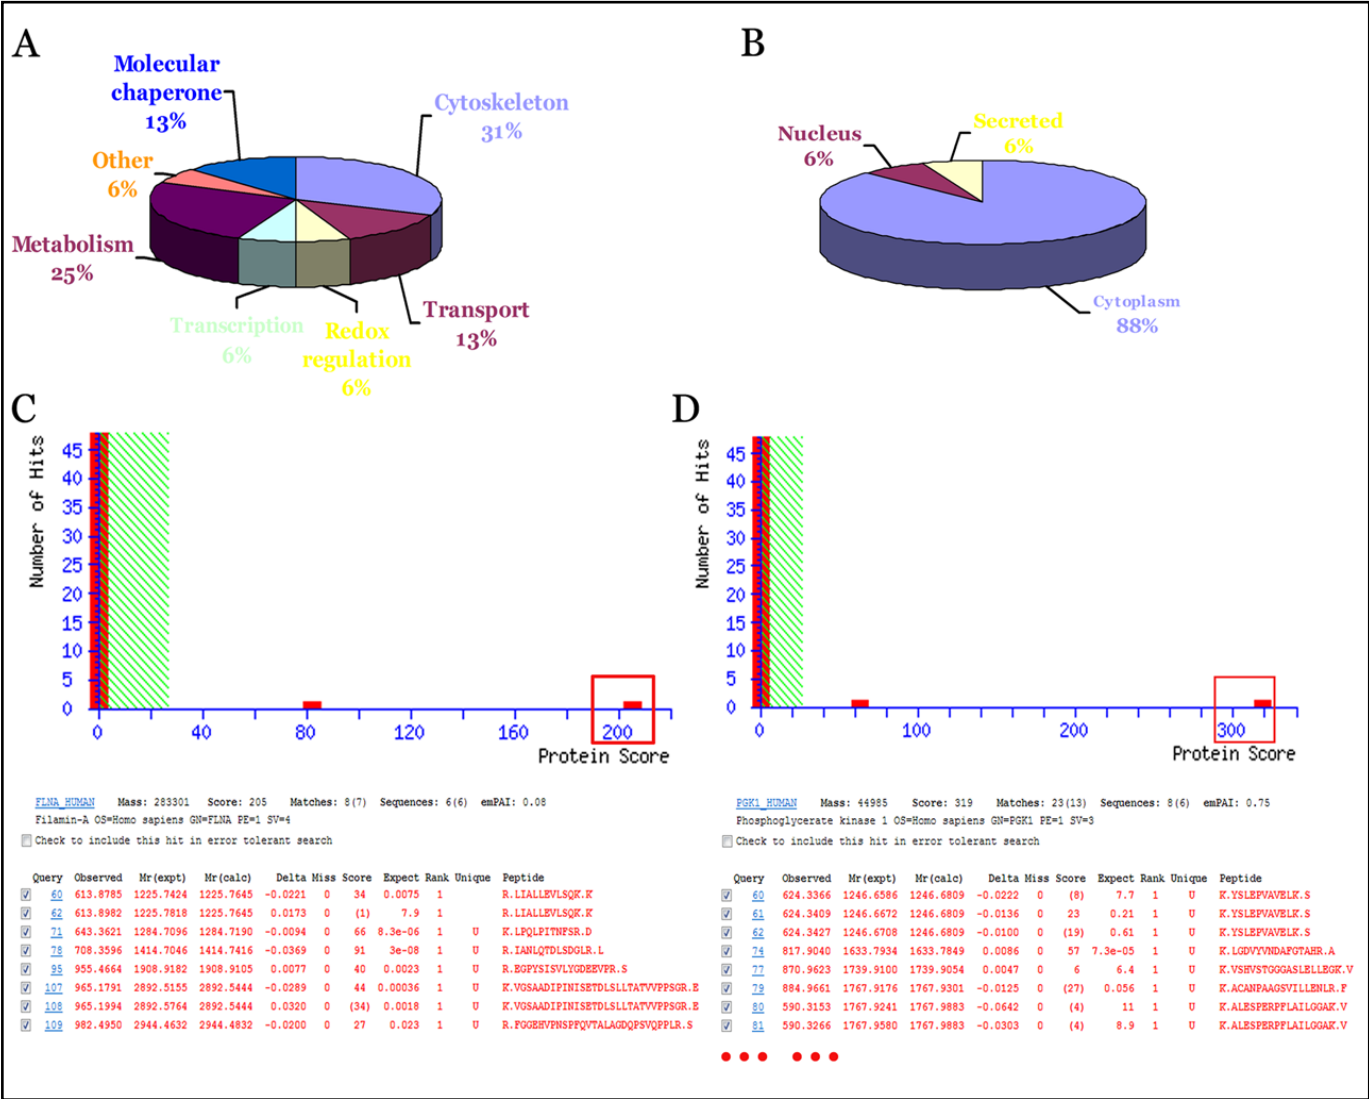 A
Molecular
chaperone
13%
Cytoskeleton
31%
Other
6%
Metabolism
25%
Transcription
6%
Redox
regulation
6%
Transport
13%
B
Nucleus
6%
Secreted
6%
Cytoplasm
88%
C
Number of Hits
45
40
35
30
25
20
15
10
5
0
0 40 80 120 160 200
Protein Score
FLNA_HUMAN Mass: 283301 Score: 205 Matches: 8(7) Sequences: 6(6) emPAI: 0.08
Filamin-A OS=Homo sapiens GN=FLNA PE=1 SV=4
Check to include this hit in error tolerant search
Query Observed Mr(expt) Mr(calc) Delta Miss Score Expect Rank Unique Peptide
60 613.8785 1225.7424 1225.7645 -0.0221 0 34 0.0075 1 R.LIALLEVLSQK.K
62 613.8982 1225.7818 1225.7645 0.0173 0 (1) 7.9 1 R.LIALLEVLSQK.K
71 643.3621 1284.7096 1284.7190 -0.0094 0 66 8.3e-06 1 U K.LPQLPITNFSR.D
78 708.3596 1414.7046 1414.7416 -0.0369 0 91 3e-08 1 U R.IANLQTDLSDGLR.L
95 955.4664 1908.9182 1908.9105 0.0077 0 40 0.0023 1 U R.EGPYSISVLYGDEEVPR.S
107 965.1791 2892.5155 2892.5444 -0.0289 0 44 0.00036 1 U K.VGSAADIPINISETDLSLLTATVVPPSGR.E
108 965.1994 2892.5764 2892.5444 0.0320 0 (34) 0.0018 1 U K.VGSAADIPINISETDLSLLTATVVPPSGR.E
109 982.4950 2944.4632 2944.4832 -0.0200 0 27 0.023 1 U R.FGGEHVPNSPFQVTALAGDQPSVQPPLR.S
D
Number of Hits
45
40
35
30
25
20
15
10
5
0
0 100 200 300
Protein Score
PGK1_HUMAN Mass: 44985 Score: 319 Matches: 23(13) Sequences: 8(6) emPAI: 0.75
Phosphoglycerate kinase 1 OS=Homo sapiens GN=PGK1 PE=1 SV=3
Check to include this hit in error tolerant search
Query Observed Mr(expt) Mr(calc) Delta Miss Score Expect Rank Unique Peptide
60 624.3366 1246.6586 1246.6809 -0.0222 0 (8) 7.7 1 U K.YSLEPVAVELK.S
61 624.3409 1246.6672 1246.6809 -0.0136 0 23 0.21 1 U K.YSLEPVAVELK.S
62 624.3427 1246.6708 1246.6809 -0.0100 0 (19) 0.61 1 U K.YSLEPVAVELK.S
74 817.9040 1633.7934 1633.7849 0.0086 0 57 7.3e-05 1 U K.LGDVYVNDAFGTAHR.A
77 870.9623 1739.9100 1739.9054 0.0047 0 6 6.4 1 U K.VSHVSTGGGASLELLEGK.V
79 884.9661 1767.9176 1767.9301 -0.0125 0 (27) 0.056 1 U K.ACANPAAGSVILLENLR.F
80 590.3153 1767.9241 1767.9883 -0.0642 0 (4) 11 1 U K.ALESPERPFLAILGGAK.V
81 590.3266 1767.9580 1767.9883 -0.0303 0 (4) 8.9 1 U K.ALESPERPFLAILGGAK.V